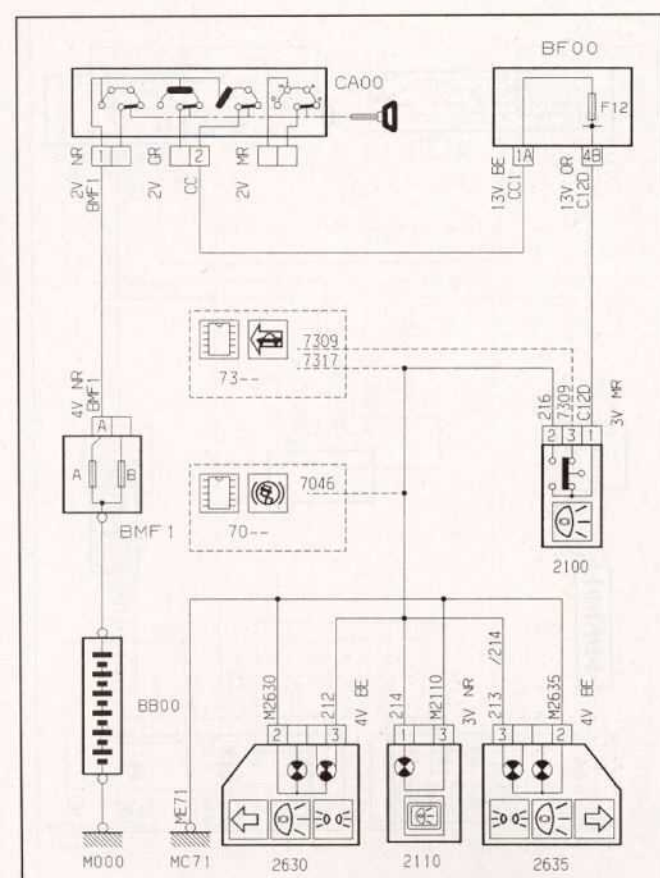 BF00
CA00
F12
1
2
1A
4B
2V NR
BMF1
2V GR
CC
2V MR
13V BE
CC1
13V OR
C12D
7309
7317
73--
4V NR
BMF1
A
216
7309
C12D
3V MR
2
3
1
A
B
7046
BMF1
70--
2100
BB00
M2630
212
4V BE
214
M2110
3V NR
213
/214
M2635
4V BE
2
3
1
3
3
2
ME71
M000
MC71
2630
2110
2635